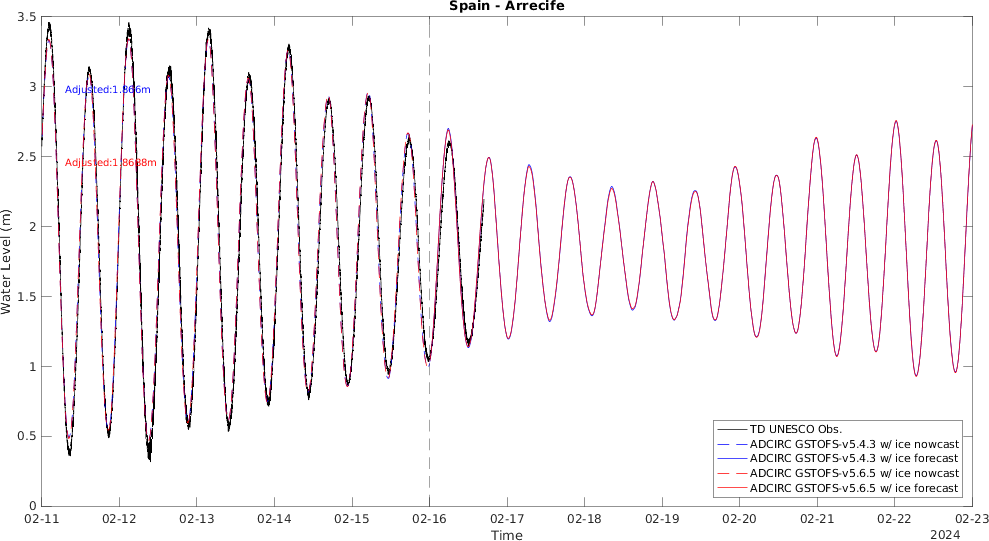 Spain - Arrecife
3.5
3
2.5
2
1.5
1
0.5
0
Water Level (m)
Adjusted:1.866m
Adjusted:1.8688m
TD UNESCO Obs.
ADCIRC GSTOFS-v5.4.3 w/ ice nowcast
ADCIRC GSTOFS-v5.4.3 w/ ice forecast
ADCIRC GSTOFS-v5.6.5 w/ ice nowcast
ADCIRC GSTOFS-v5.6.5 w/ ice forecast
02-11 02-12 02-13 02-14 02-15 02-16 02-17 02-18 02-19 02-20 02-21 02-22 02-23
Time
2024